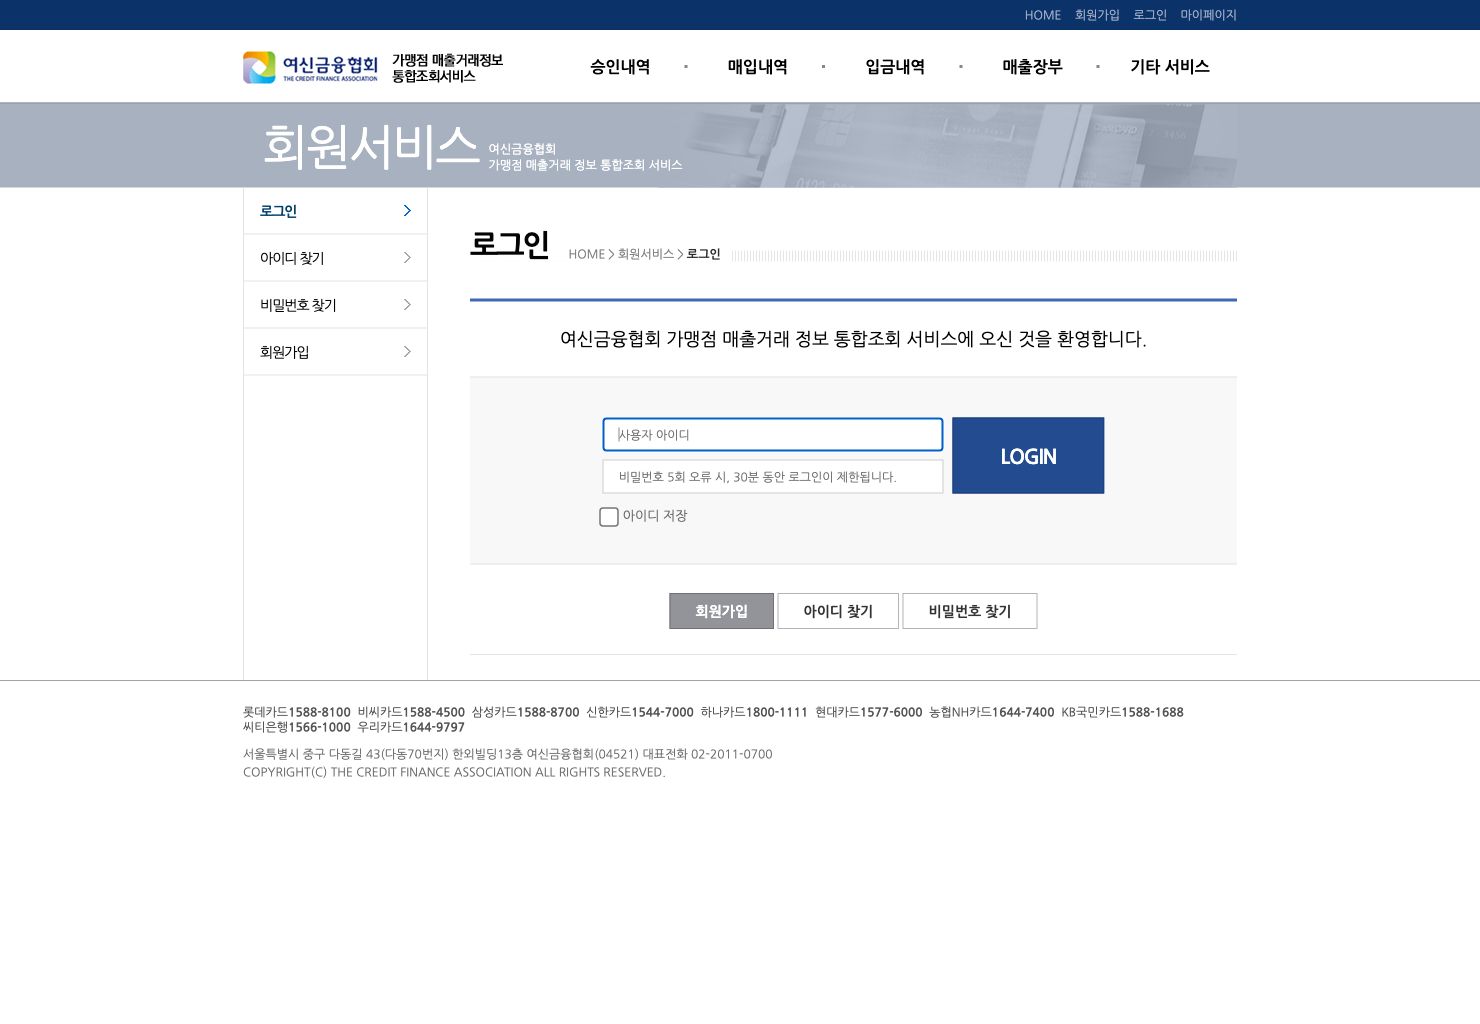 HOME 회원가입 로그인 마이페이지
여신금융협회 THE CREDIT FINANCE ASSOCIATION 가맹점 매출거래정보 통합조회서비스
승인내역 · 매입내역 · 입금내역 · 매출장부 · 기타 서비스
회원서비스
여신금융협회
가맹점 매출거래 정보 통합조회 서비스
로그인
아이디 찾기
비밀번호 찾기
회원가입
로그인 HOME > 회원서비스 > 로그인
여신금융협회 가맹점 매출거래 정보 통합조회 서비스에 오신 것을 환영합니다.
사용자 아이디
비밀번호 5회 오류 시, 30분 동안 로그인이 제한됩니다.
LOGIN
아이디 저장
회원가입 아이디 찾기 비밀번호 찾기
롯데카드1588-8100 비씨카드1588-4500 삼성카드1588-8700 신한카드1544-7000 하나카드1800-1111 현대카드1577-6000 농협NH카드1644-7400 KB국민카드1588-1688
씨티은행1566-1000 우리카드1644-9797
서울특별시 중구 다동길 43(다동70번지) 한외빌딩13층 여신금융협회(04521) 대표전화 02-2011-0700
COPYRIGHT(C) THE CREDIT FINANCE ASSOCIATION ALL RIGHTS RESERVED.